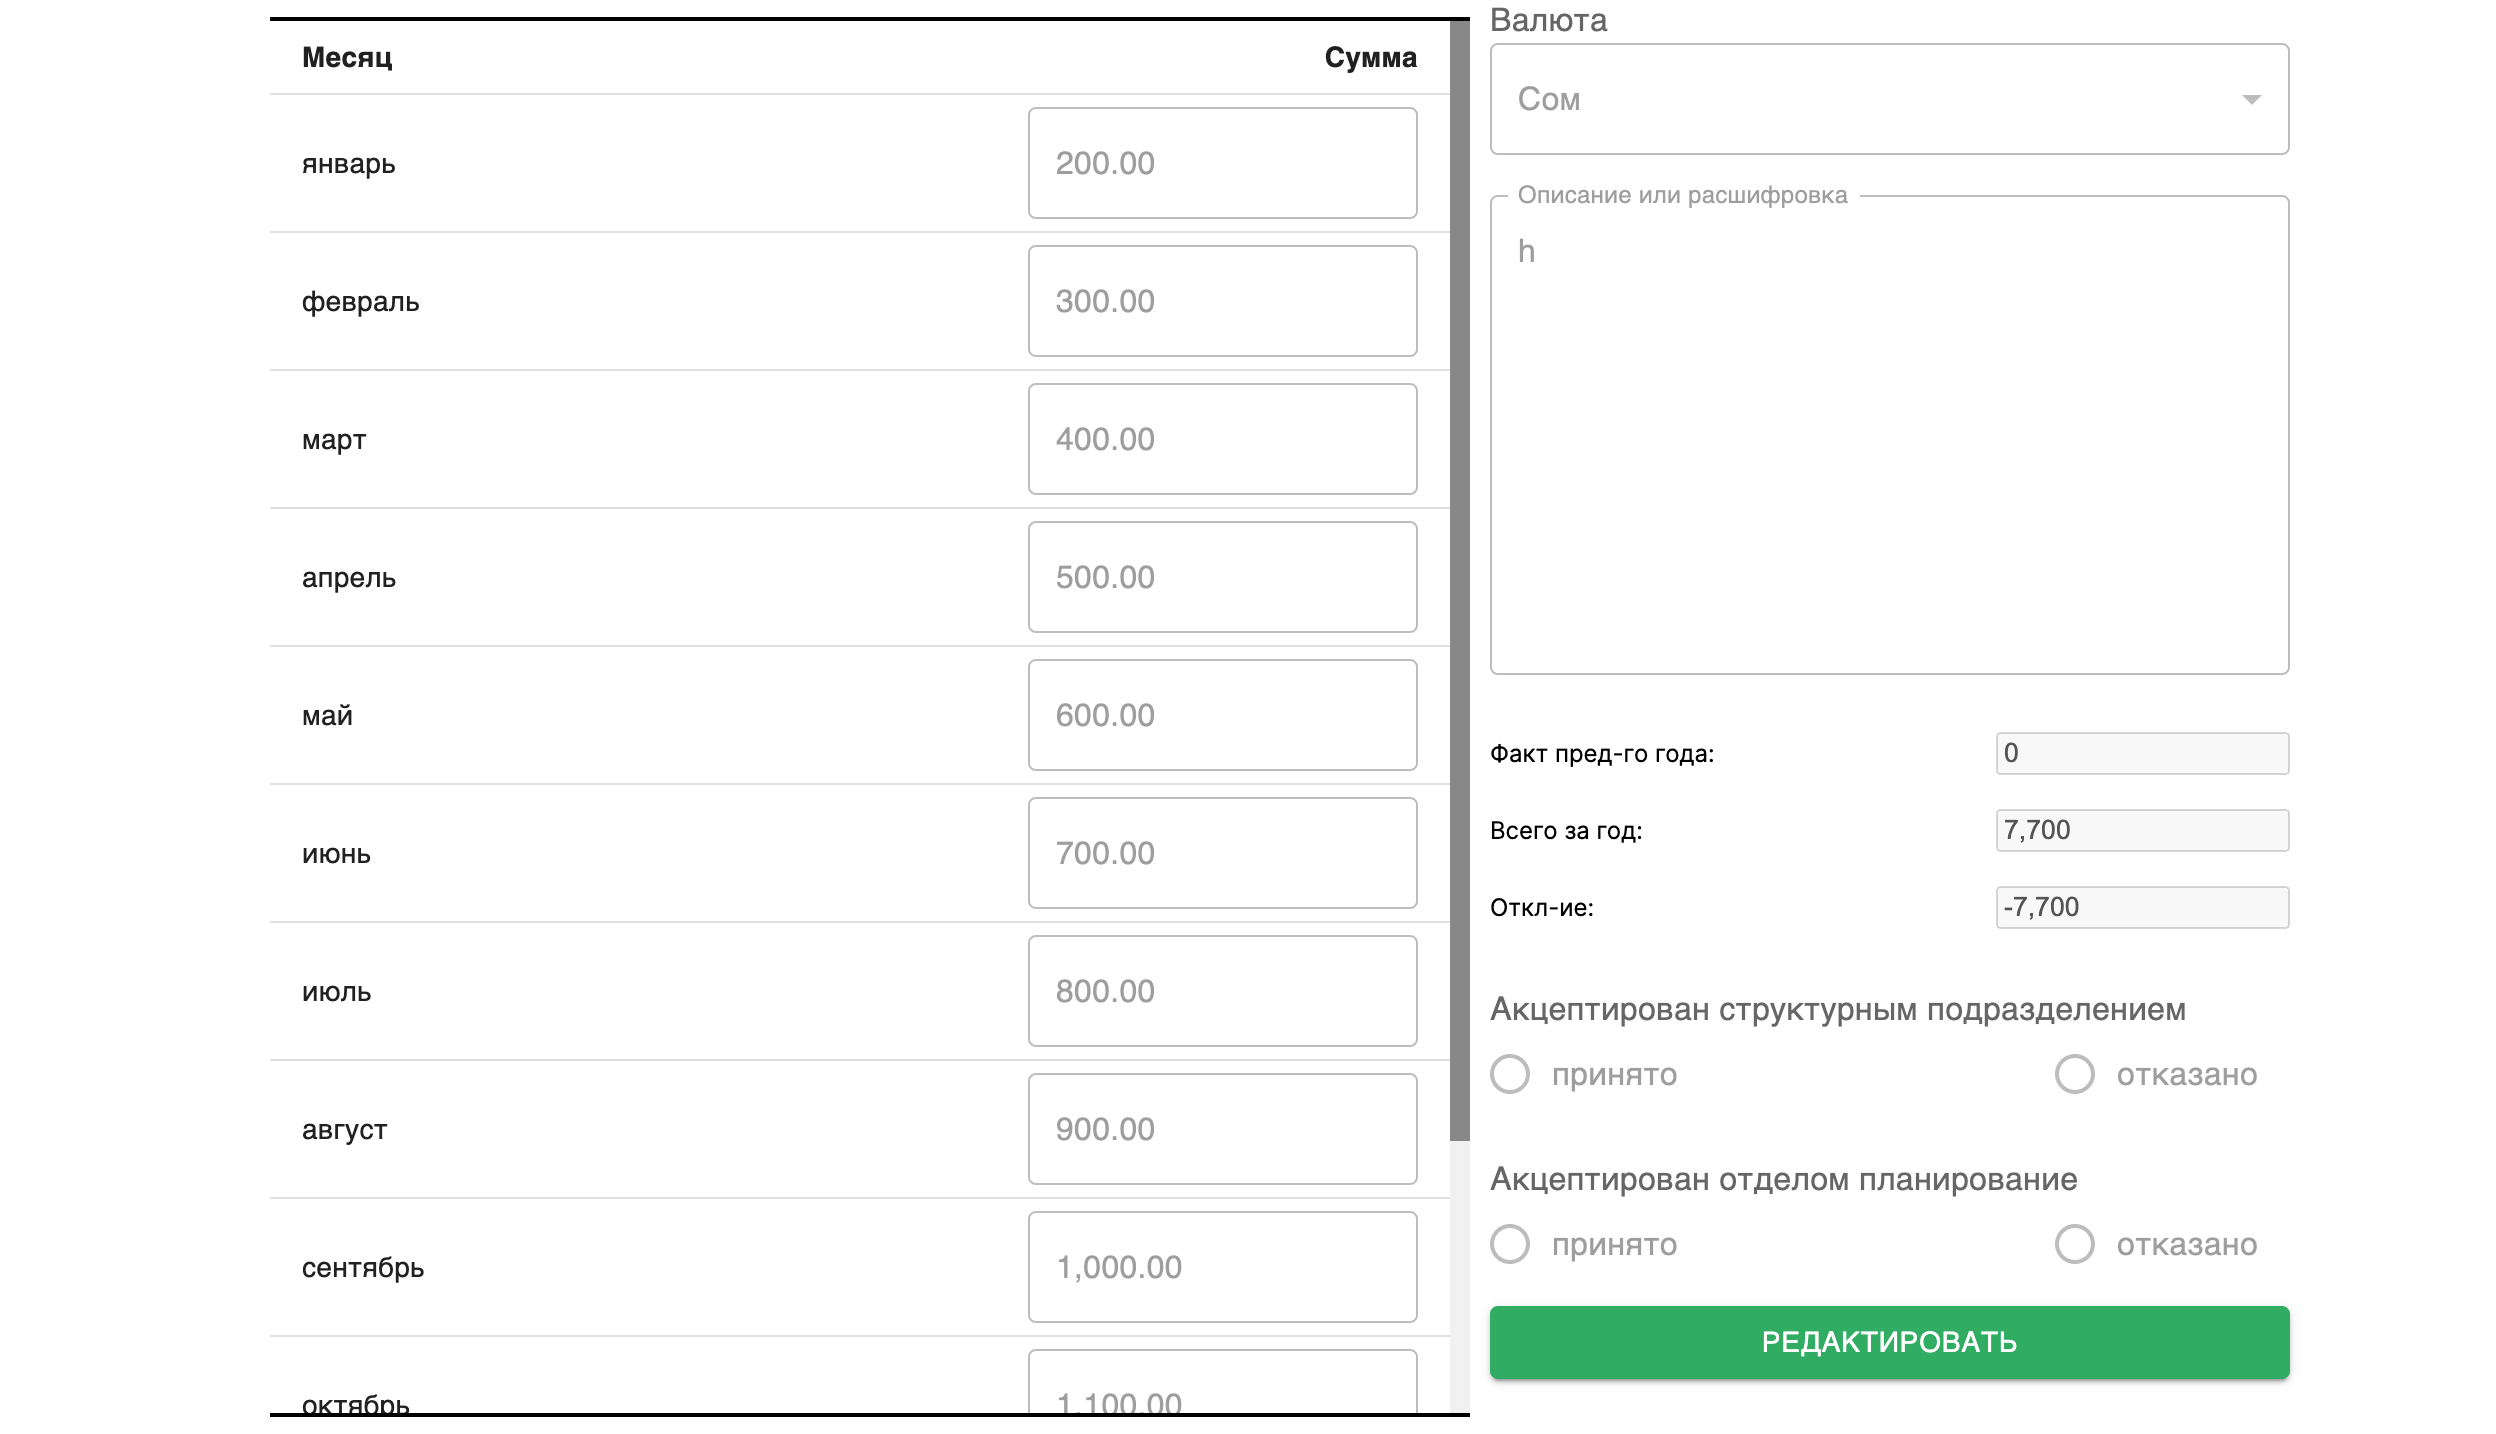 Месяц Сумма
январь 200.00
февраль 300.00
март 400.00
апрель 500.00
май 600.00
июнь 700.00
июль 800.00
август 900.00
сентябрь 1,000.00
октябрь 1,100.00
Валюта
Сом
Описание или расшифровка
h
Факт пред-го года: 0
Всего за год: 7,700
Откл-ие: -7,700
Акцептирован структурным подразделением
принято отказано
Акцептирован отделом планирование
принято отказано
РЕДАКТИРОВАТЬ